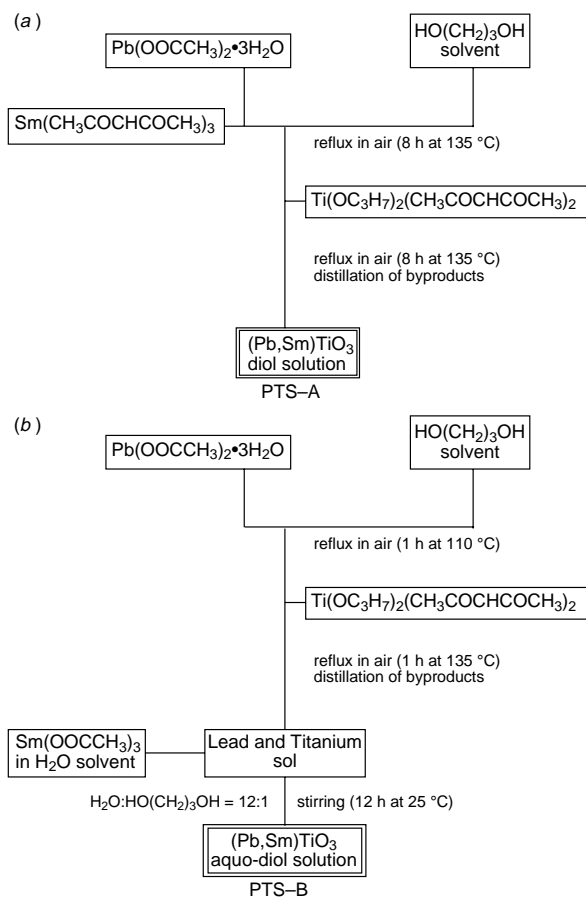 (a)
Pb(OOCCH₃)₂•3H₂O
HO(CH₂)₃OH
solvent
Sm(CH₃COCHCOCH₃)₃
reflux in air (8 h at 135 °C)
Ti(OC₃H₇)₂(CH₃COCHCOCH₃)₂
reflux in air (8 h at 135 °C)
distillation of byproducts
(Pb,Sm)TiO₃
diol solution
PTS–A
(b)
Pb(OOCCH₃)₂•3H₂O
HO(CH₂)₃OH
solvent
reflux in air (1 h at 110 °C)
Ti(OC₃H₇)₂(CH₃COCHCOCH₃)₂
reflux in air (1 h at 135 °C)
distillation of byproducts
Sm(OOCCH₃)₃
in H₂O solvent
Lead and Titanium
sol
H₂O:HO(CH₂)₃OH = 12:1
stirring (12 h at 25 °C)
(Pb,Sm)TiO₃
aquo-diol solution
PTS–B